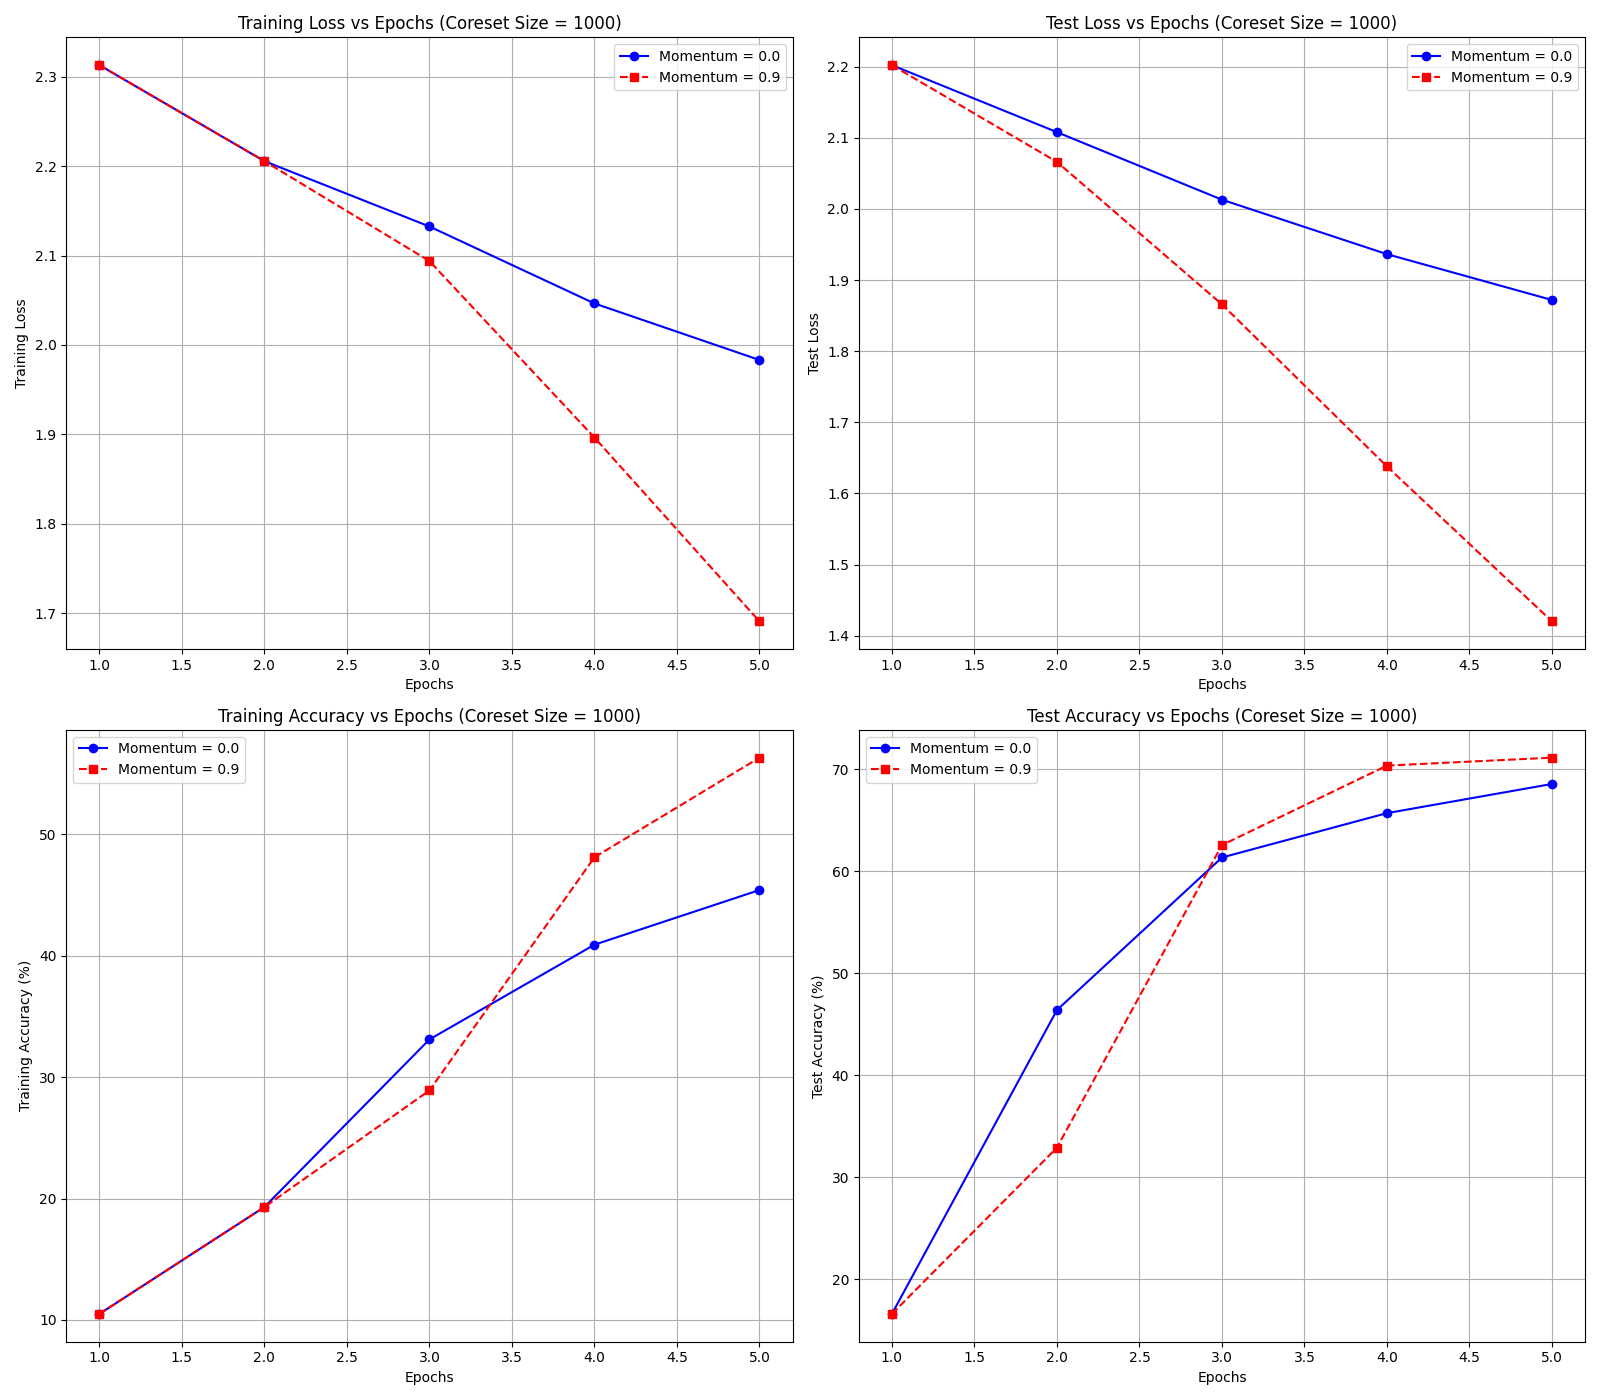 Training Loss vs Epochs (Coreset Size = 1000)
Training Loss
2.3
2.2
2.1
2.0
1.9
1.8
1.7
Momentum = 0.0
Momentum = 0.9
1.0 1.5 2.0 2.5 3.0 3.5 4.0 4.5 5.0
Epochs
Test Loss vs Epochs (Coreset Size = 1000)
Test Loss
2.2
2.1
2.0
1.9
1.8
1.7
1.6
1.5
1.4
Momentum = 0.0
Momentum = 0.9
1.0 1.5 2.0 2.5 3.0 3.5 4.0 4.5 5.0
Epochs
Training Accuracy vs Epochs (Coreset Size = 1000)
Training Accuracy (%)
50
40
30
20
10
Momentum = 0.0
Momentum = 0.9
1.0 1.5 2.0 2.5 3.0 3.5 4.0 4.5 5.0
Epochs
Test Accuracy vs Epochs (Coreset Size = 1000)
Test Accuracy (%)
70
60
50
40
30
20
Momentum = 0.0
Momentum = 0.9
1.0 1.5 2.0 2.5 3.0 3.5 4.0 4.5 5.0
Epochs